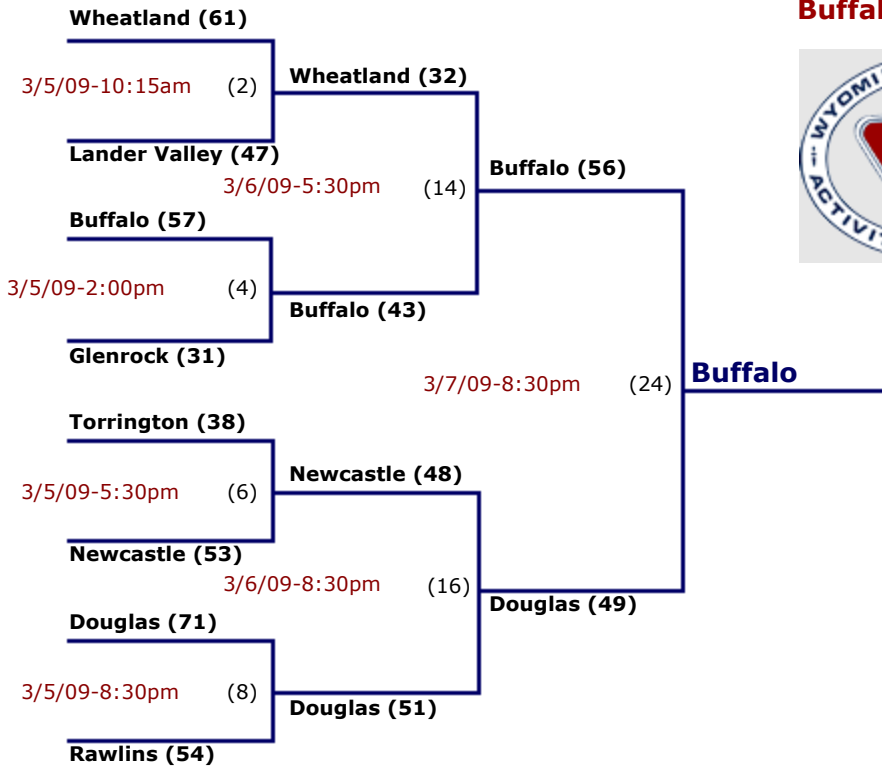 Buffal
Wheatland (61)
3/5/09-10:15am (2)
Wheatland (32)
Lander Valley (47)
3/6/09-5:30pm (14)
Buffalo (56)
Buffalo (57)
3/5/09-2:00pm (4)
Buffalo (43)
Glenrock (31)
3/7/09-8:30pm (24)
Buffalo
Torrington (38)
Newcastle (48)
3/5/09-5:30pm (6)
Newcastle (53)
3/6/09-8:30pm (16)
Douglas (49)
Douglas (71)
3/5/09-8:30pm (8)
Douglas (51)
Rawlins (54)
WYOMI
ACTIVIT